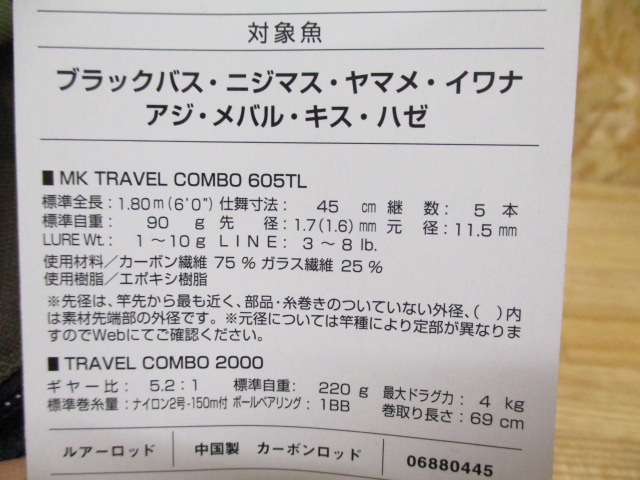 対象魚
ブラックバス・ニジマス・ヤマメ・イワナ
アジ・メバル・キス・ハゼ
■ MK TRAVEL COMBO 605TL
標準全長：1.80m(6'0") 仕舞寸法： 45 cm 継 数： 5 本
標準自重： 90 g 先 径：1.7(1.6) mm 元 径：11.5 mm
LURE Wt.： 1～10 g LINE： 3～8 lb.
使用材料／カーボン繊維 75 % ガラス繊維 25 %
使用樹脂／エポキシ樹脂
※先径は、竿先から最も近く、部品・糸巻きのついていない外径、( )内
は素材先端部の外径です。※元径については竿種により定部が異なりま
すのでWebにてご確認ください。
■ TRAVEL COMBO 2000
ギヤー比： 5.2：1 標準自重： 220 g 最大ドラグ力： 4 kg
標準巻糸量：ナイロン2号-150m付 ボールベアリング： 1BB 巻取り長さ：69 cm
ルアーロッド 中国製 カーボンロッド 06880445